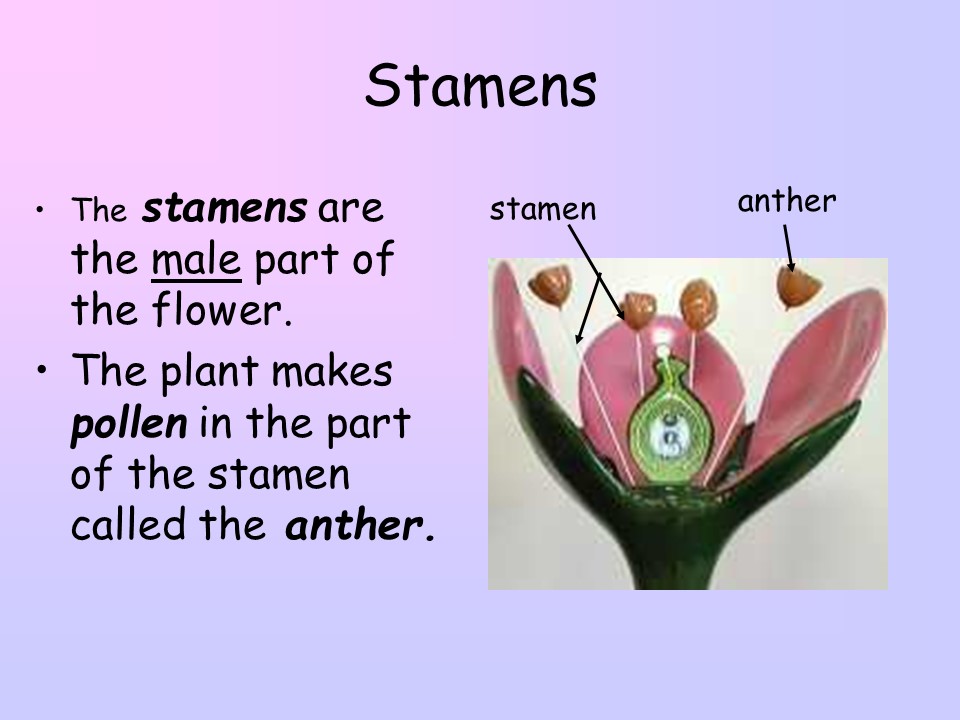 Stamens
• The stamens are
the male part of
the flower.
• The plant makes
pollen in the part
of the stamen
called the anther.
stamen
anther